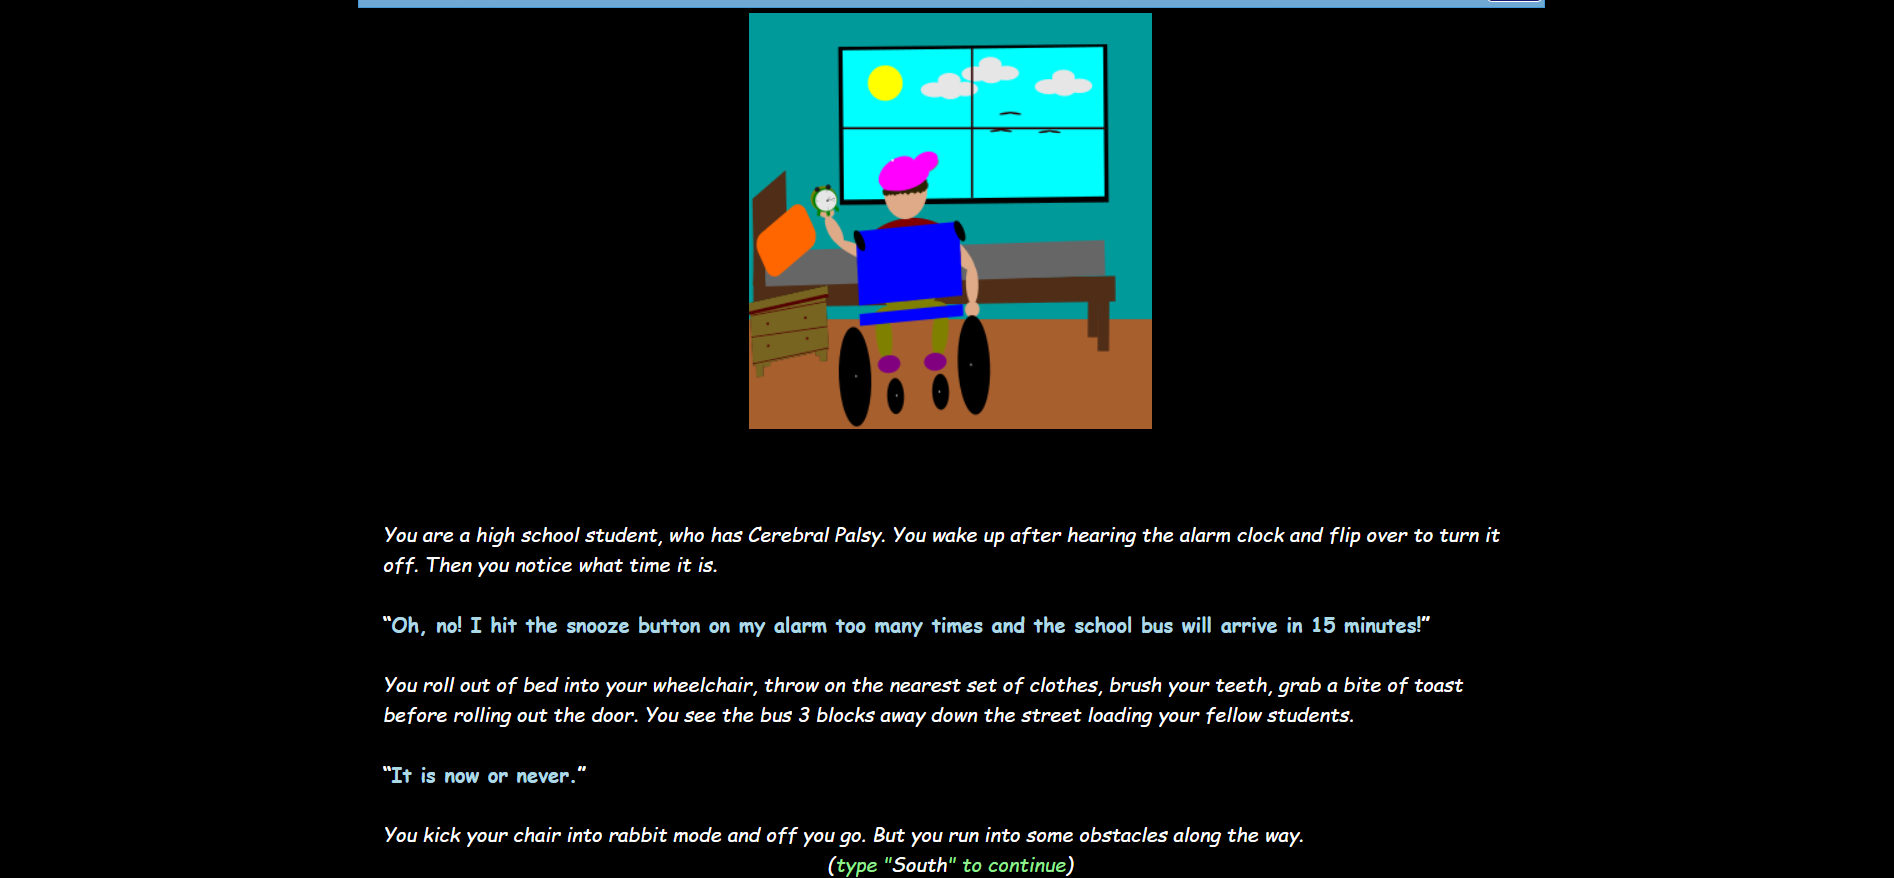 You are a high school student, who has Cerebral Palsy. You wake up after hearing the alarm clock and flip over to turn it
off. Then you notice what time it is.
“Oh, no! I hit the snooze button on my alarm too many times and the school bus will arrive in 15 minutes!”
You roll out of bed into your wheelchair, throw on the nearest set of clothes, brush your teeth, grab a bite of toast
before rolling out the door. You see the bus 3 blocks away down the street loading your fellow students.
“It is now or never.”
You kick your chair into rabbit mode and off you go. But you run into some obstacles along the way.
(type "South" to continue)